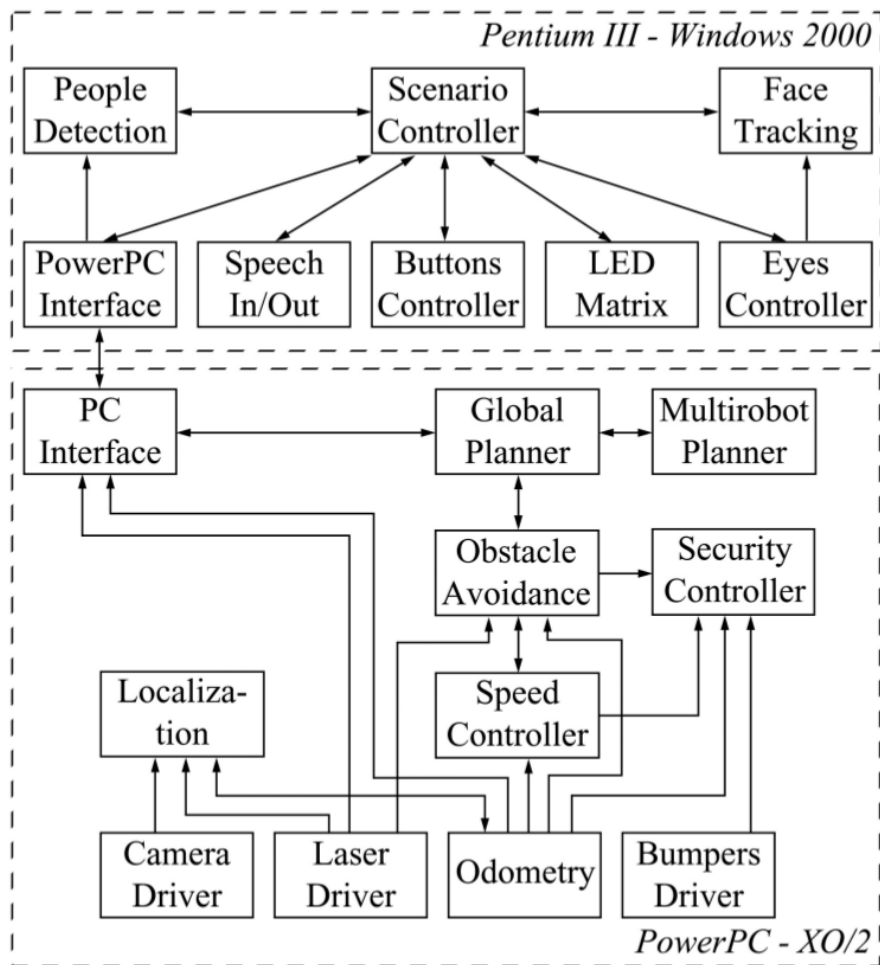 Pentium III - Windows 2000
People
Detection
Scenario
Controller
Face
Tracking
PowerPC
Interface
Speech
In/Out
Buttons
Controller
LED
Matrix
Eyes
Controller
PC
Interface
Global
Planner
Multirobot
Planner
Obstacle
Avoidance
Security
Controller
Localiza-
tion
Speed
Controller
Camera
Driver
Laser
Driver
Odometry
Bumpers
Driver
PowerPC - XO/2